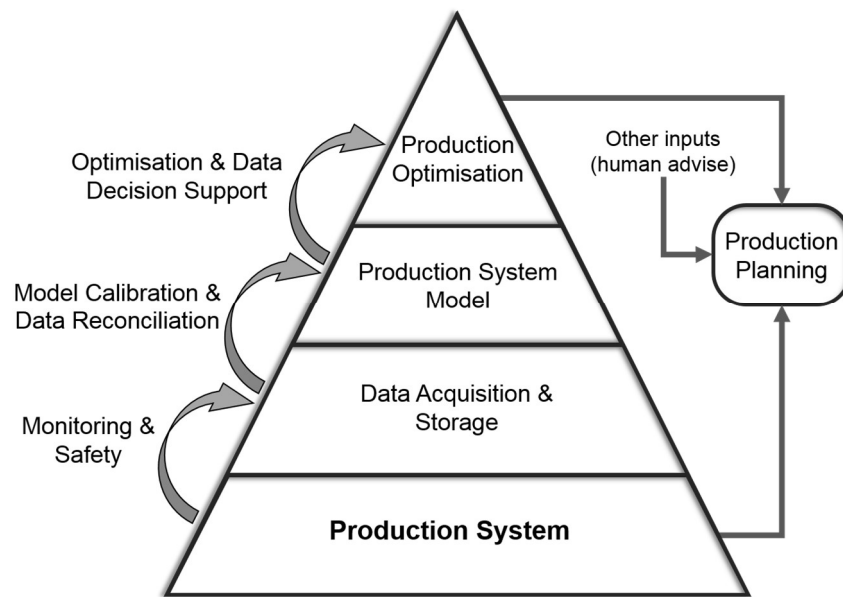 Production
Optimisation
Optimisation & Data
Decision Support
Other inputs
(human advise)
Production
Planning
Production System
Model
Model Calibration &
Data Reconciliation
Data Acquisition &
Storage
Monitoring &
Safety
Production System